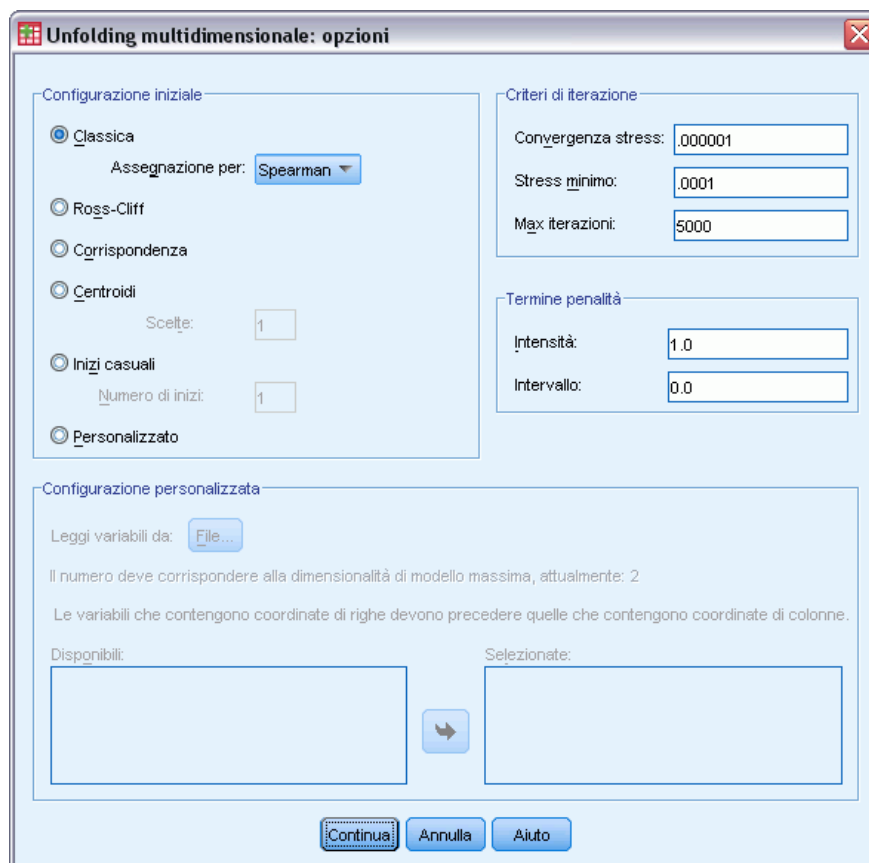 Unfolding multidimensionale: opzioni
Configurazione iniziale
Classica
Assegnazione per: Spearman
Ross-Cliff
Corrispondenza
Centroidi
Scelte: 1
Inizi casuali
Numero di inizi: 1
Personalizzato
Criteri di iterazione
Convergenza stress: .000001
Stress minimo: .0001
Max iterazioni: 5000
Termine penalità
Intensità: 1.0
Intervallo: 0.0
Configurazione personalizzata
Leggi variabili da: File...
Il numero deve corrispondere alla dimensionalità di modello massima, attualmente: 2
Le variabili che contengono coordinate di righe devono precedere quelle che contengono coordinate di colonne.
Disponibili:
Selezionate:
Continua Annulla Aiuto